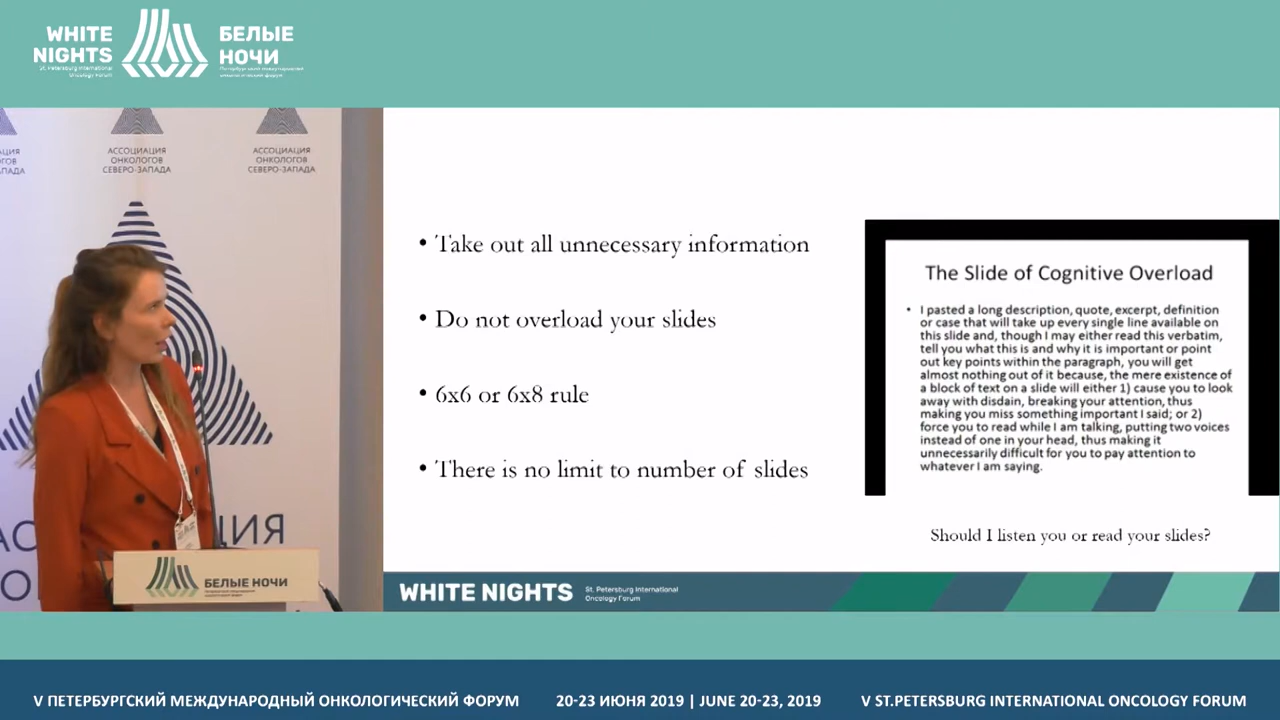 WHITE
NIGHTS
St. Petersburg International
Oncology Forum
БЕЛЫЕ
НОЧИ
Петербургский международный
онкологический форум
АССОЦИАЦИЯ
ОНКОЛОГОВ
СЕВЕРО-ЗАПАДА
АССОЦИАЦИЯ
ОНКОЛОГОВ
СЕВЕРО-ЗАПАДА
БЕЛЫЕ НОЧИ
• Take out all unnecessary information
• Do not overload your slides
• 6x6 or 6x8 rule
• There is no limit to number of slides
The Slide of Cognitive Overload
• I pasted a long description, quote, excerpt, definition
or case that will take up every single line available on
this slide and, though I may either read this verbatim,
tell you what this is and why it is important or point
out key points within the paragraph, you will get
almost nothing out of it because, the mere existence of
a block of text on a slide will either 1) cause you to look
away with disdain, breaking your attention, thus
making you miss something important I said; or 2)
force you to read while I am talking, putting two voices
instead of one in your head, thus making it
unnecessarily difficult for you to pay attention to
whatever I am saying.
Should I listen you or read your slides?
WHITE NIGHTS
St. Petersburg International
Oncology Forum
V ПЕТЕРБУРГСКИЙ МЕЖДУНАРОДНЫЙ ОНКОЛОГИЧЕСКИЙ ФОРУМ
20-23 ИЮНЯ 2019 | JUNE 20-23, 2019
V ST.PETERSBURG INTERNATIONAL ONCOLOGY FORUM